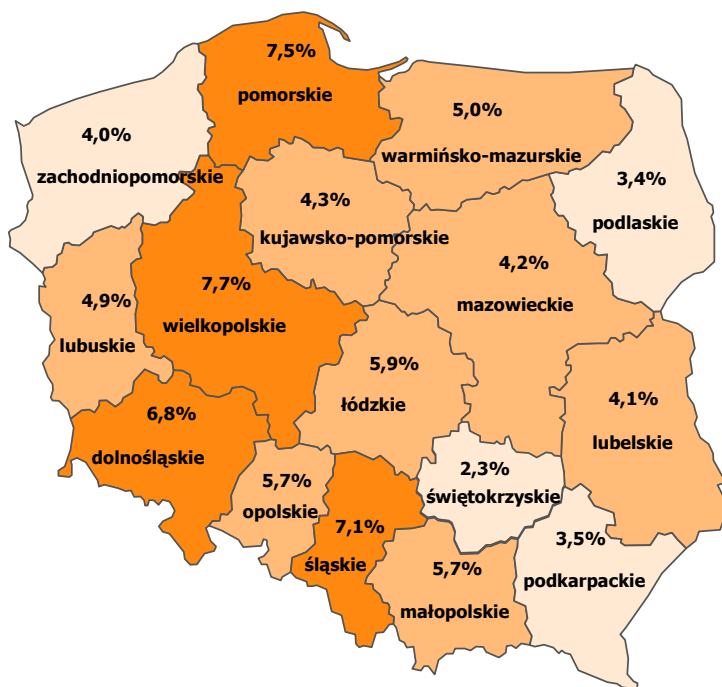 7,5%
pomorskie
5,0%
warmińsko-mazurskie
4,0%
zachodniopomorskie
3,4%
podlaskie
4,3%
kujawsko-pomorskie
4,2%
mazowieckie
7,7%
wielkopolskie
4,9%
lubuskie
5,9%
łódzkie
4,1%
lubelskie
6,8%
dolnośląskie
5,7%
opolskie
2,3%
świętokrzyskie
7,1%
śląskie
5,7%
małopolskie
3,5%
podkarpackie